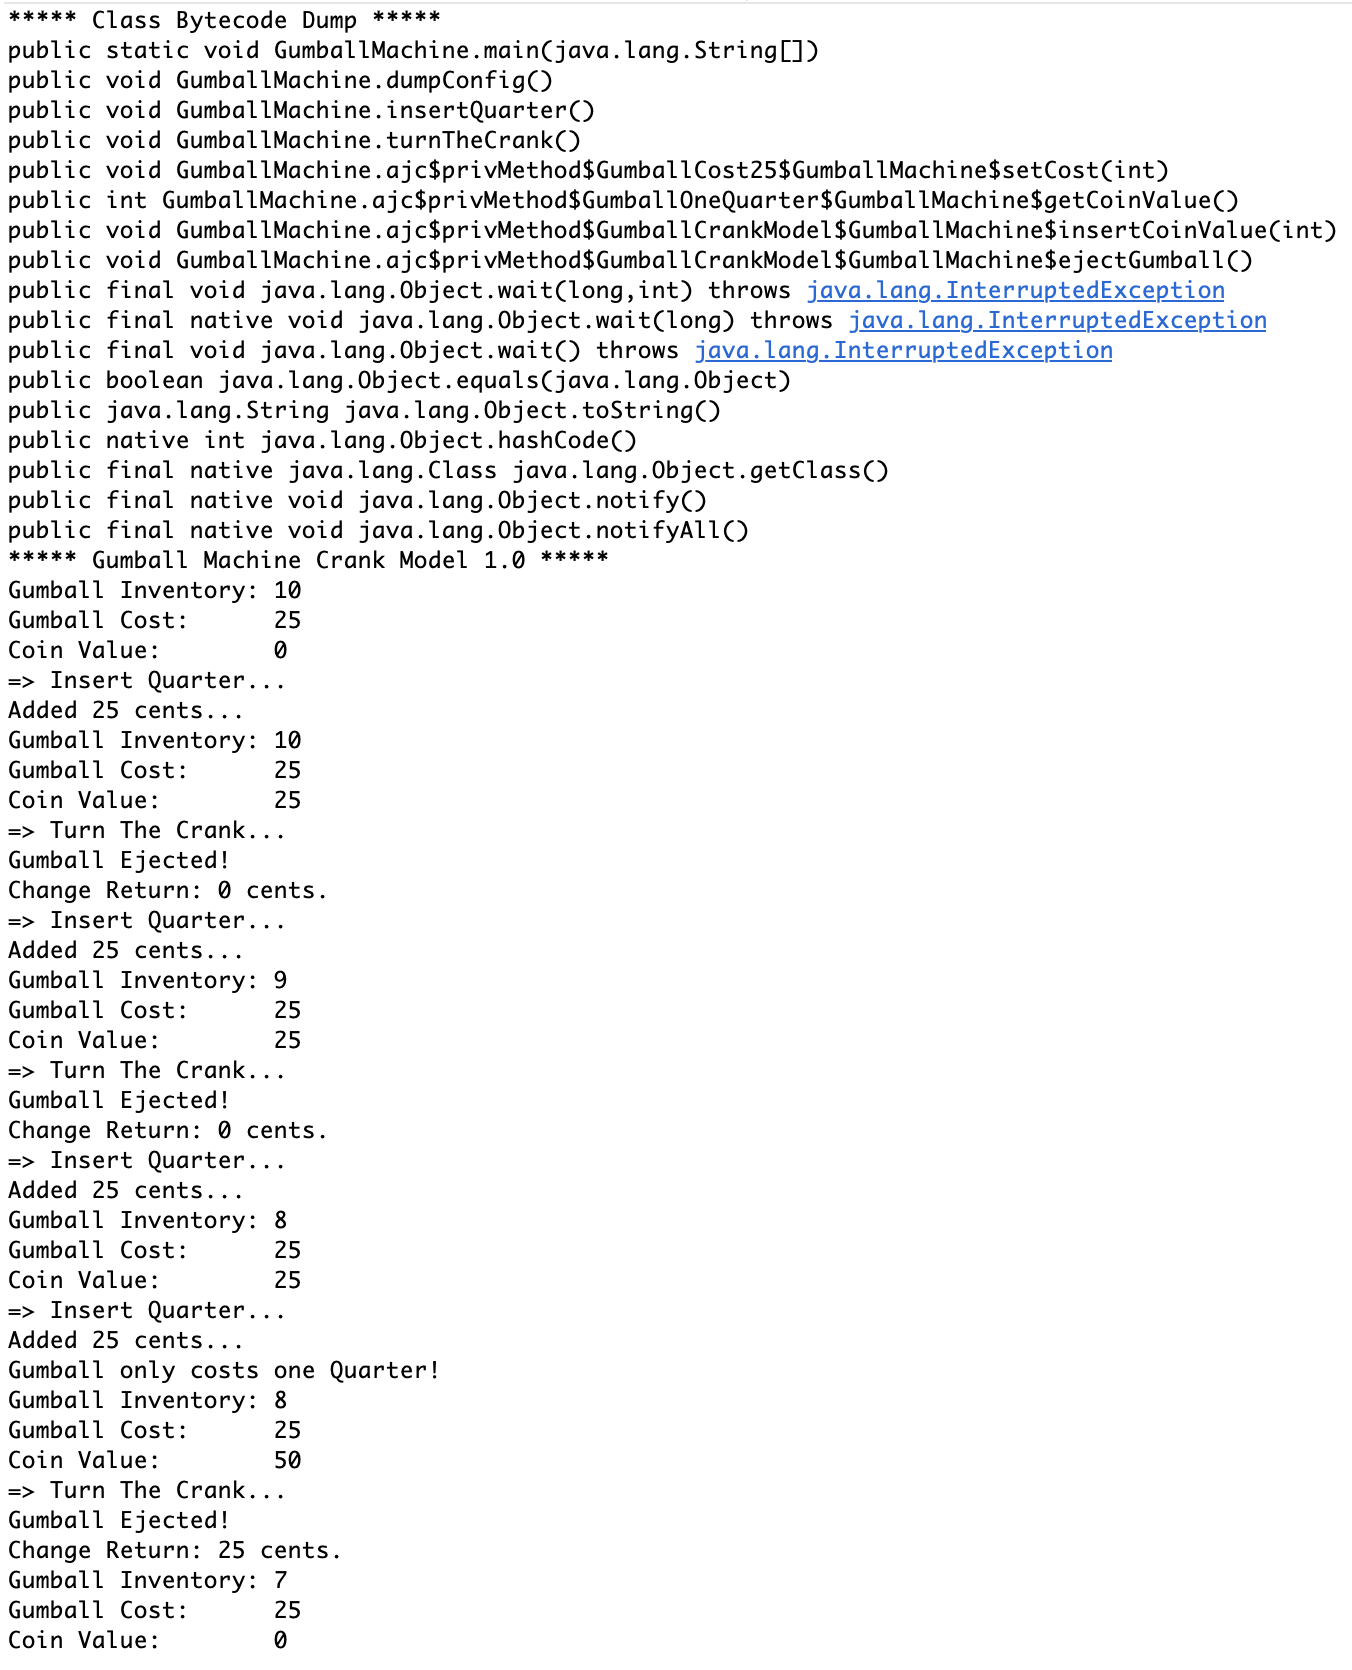 ***** Class Bytecode Dump *****
public static void GumballMachine.main(java.lang.String[])
public void GumballMachine.dumpConfig()
public void GumballMachine.insertQuarter()
public void GumballMachine.turnTheCrank()
public void GumballMachine.ajc$privMethod$GumballCost25$GumballMachine$setCost(int)
public int GumballMachine.ajc$privMethod$GumballOneQuarter$GumballMachine$getCoinValue()
public void GumballMachine.ajc$privMethod$GumballCrankModel$GumballMachine$insertCoinValue(int)
public void GumballMachine.ajc$privMethod$GumballCrankModel$GumballMachine$ejectGumball()
public final void java.lang.Object.wait(long,int) throws java.lang.InterruptedException
public final native void java.lang.Object.wait(long) throws java.lang.InterruptedException
public final void java.lang.Object.wait() throws java.lang.InterruptedException
public boolean java.lang.Object.equals(java.lang.Object)
public java.lang.String java.lang.Object.toString()
public native int java.lang.Object.hashCode()
public final native java.lang.Class java.lang.Object.getClass()
public final native void java.lang.Object.notify()
public final native void java.lang.Object.notifyAll()
***** Gumball Machine Crank Model 1.0 *****
Gumball Inventory: 10
Gumball Cost:      25
Coin Value:        0
=> Insert Quarter...
Added 25 cents...
Gumball Inventory: 10
Gumball Cost:      25
Coin Value:        25
=> Turn The Crank...
Gumball Ejected!
Change Return: 0 cents.
=> Insert Quarter...
Added 25 cents...
Gumball Inventory: 9
Gumball Cost:      25
Coin Value:        25
=> Turn The Crank...
Gumball Ejected!
Change Return: 0 cents.
=> Insert Quarter...
Added 25 cents...
Gumball Inventory: 8
Gumball Cost:      25
Coin Value:        25
=> Insert Quarter...
Added 25 cents...
Gumball only costs one Quarter!
Gumball Inventory: 8
Gumball Cost:      25
Coin Value:        50
=> Turn The Crank...
Gumball Ejected!
Change Return: 25 cents.
Gumball Inventory: 7
Gumball Cost:      25
Coin Value:        0